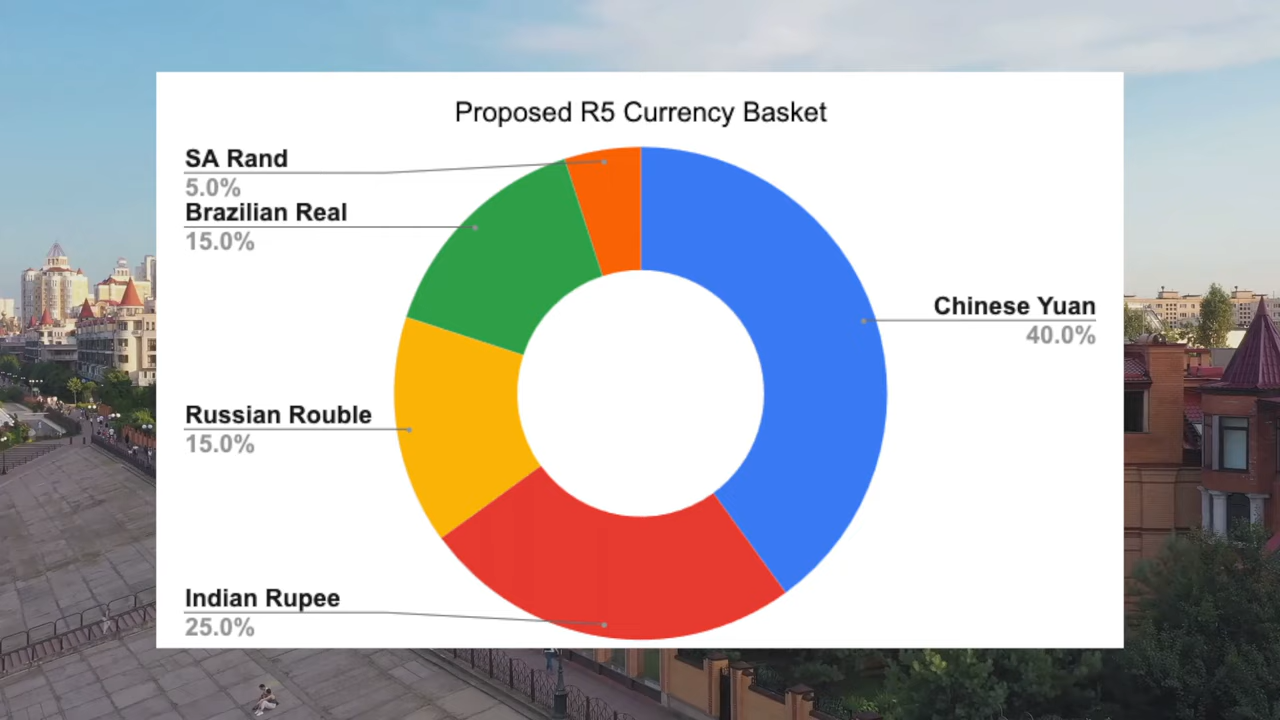 Proposed R5 Currency Basket
SA Rand
5.0%
Brazilian Real
15.0%
Chinese Yuan
40.0%
Russian Rouble
15.0%
Indian Rupee
25.0%